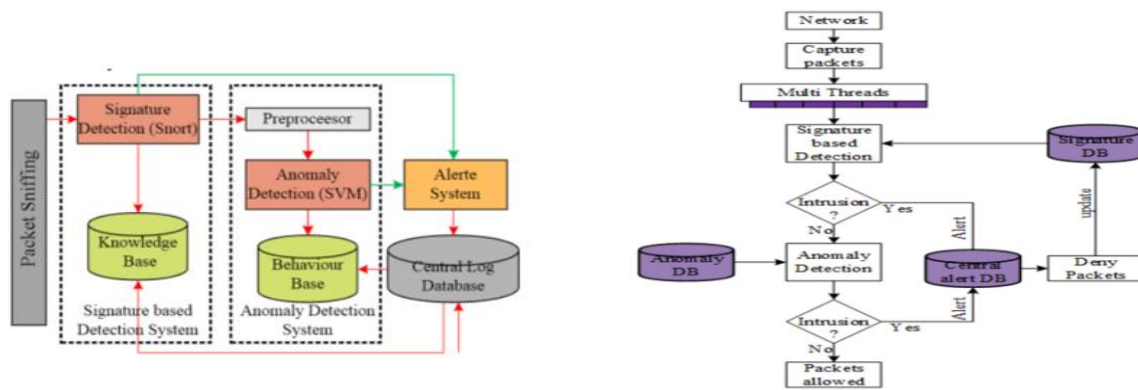 Packet Sniffing
Signature
Detection (Snort)
Knowledge
Base
Signature based
Detection System
Preproceesor
Anomaly
Detection (SVM)
Behaviour
Base
Anomaly Detection
System
Alerte
System
Central Log
Database
Network
Capture
packets
Multi Threads
Signature
based
Detection
Signature
DB
Intrusion
?
Yes
No
Alert
update
Anomaly
DB
Anomaly
Detection
Central
alert DB
Deny
Packets
Alert
Intrusion
?
Yes
No
Packets
allowed